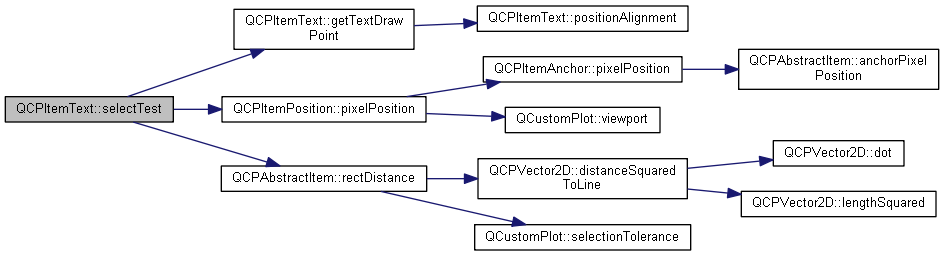 QCPItemText::selectTest
QCPItemText::getTextDraw
Point
QCPItemText::positionAlignment
QCPItemPosition::pixelPosition
QCPItemAnchor::pixelPosition
QCPAbstractItem::anchorPixel
Position
QCustomPlot::viewport
QCPAbstractItem::rectDistance
QCPVector2D::distanceSquared
ToLine
QCPVector2D::dot
QCPVector2D::lengthSquared
QCustomPlot::selectionTolerance